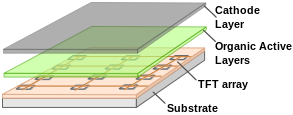 Cathode
Layer
Organic Active
Layers
TFT array
Substrate